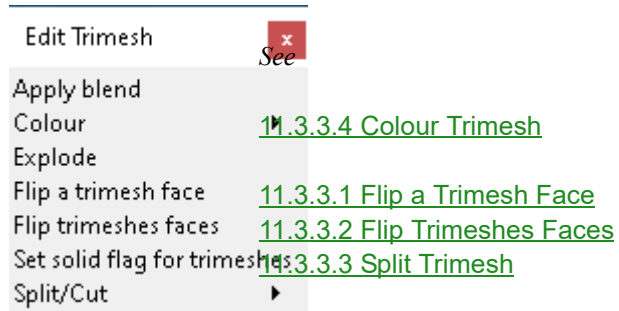 Edit Trimesh x
See
Apply blend
Colour 11.3.3.4 Colour Trimesh
Explode
Flip a trimesh face 11.3.3.1 Flip a Trimesh Face
Flip trimeshes faces 11.3.3.2 Flip Trimeshes Faces
Set solid flag for trimeshes 11.3.3.3 Split Trimesh
Split/Cut